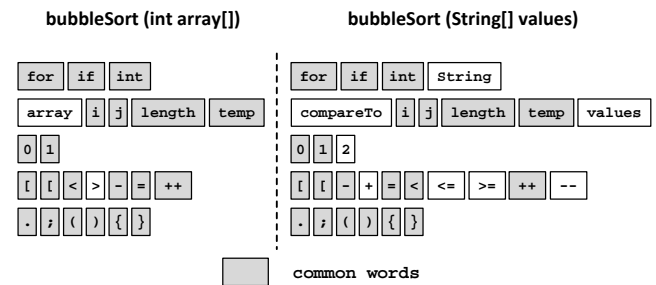 bubbleSort (int array[])
for if int
array i j length temp
0 1
[ [ < > - = ++
. ; ( ) { }
bubbleSort (String[] values)
for if int String
compareTo i j length temp values
0 1 2
[ [ - + = < <= >= ++ --
. ; ( ) { }
common words